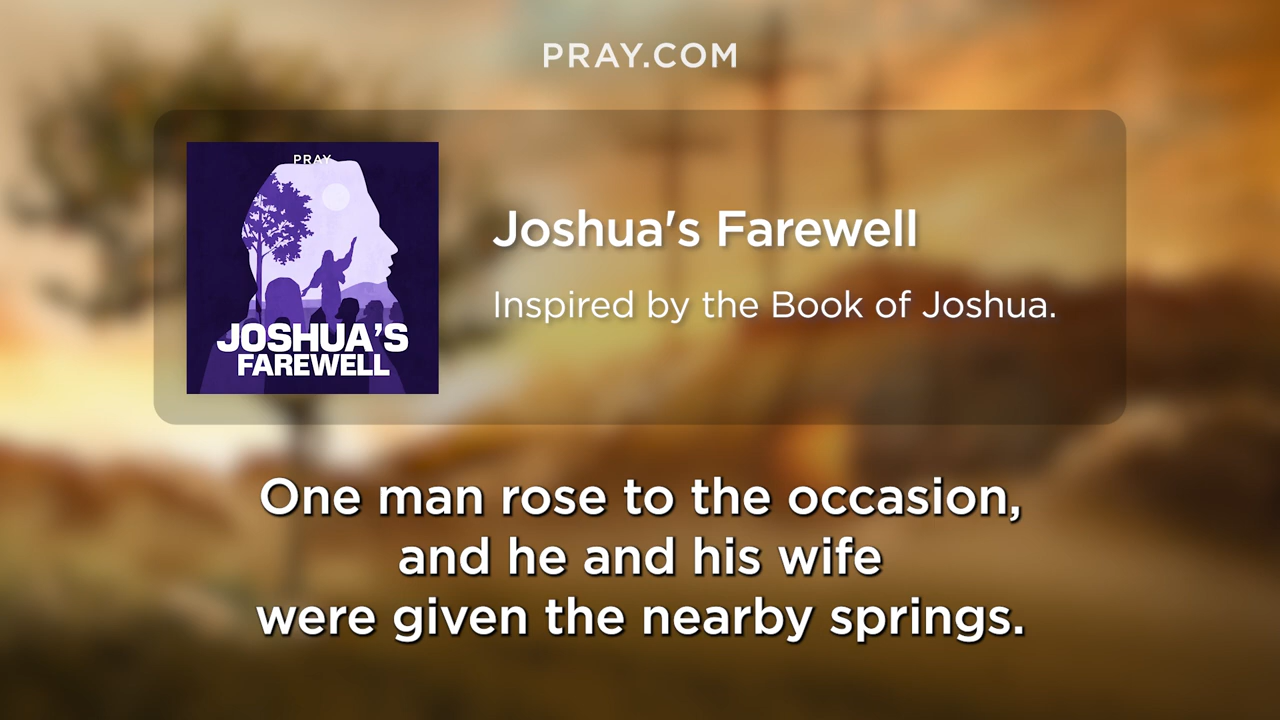 PRAY.COM
PRAY
JOSHUA'S
FAREWELL
Joshua's Farewell
Inspired by the Book of Joshua.
One man rose to the occasion,
and he and his wife
were given the nearby springs.